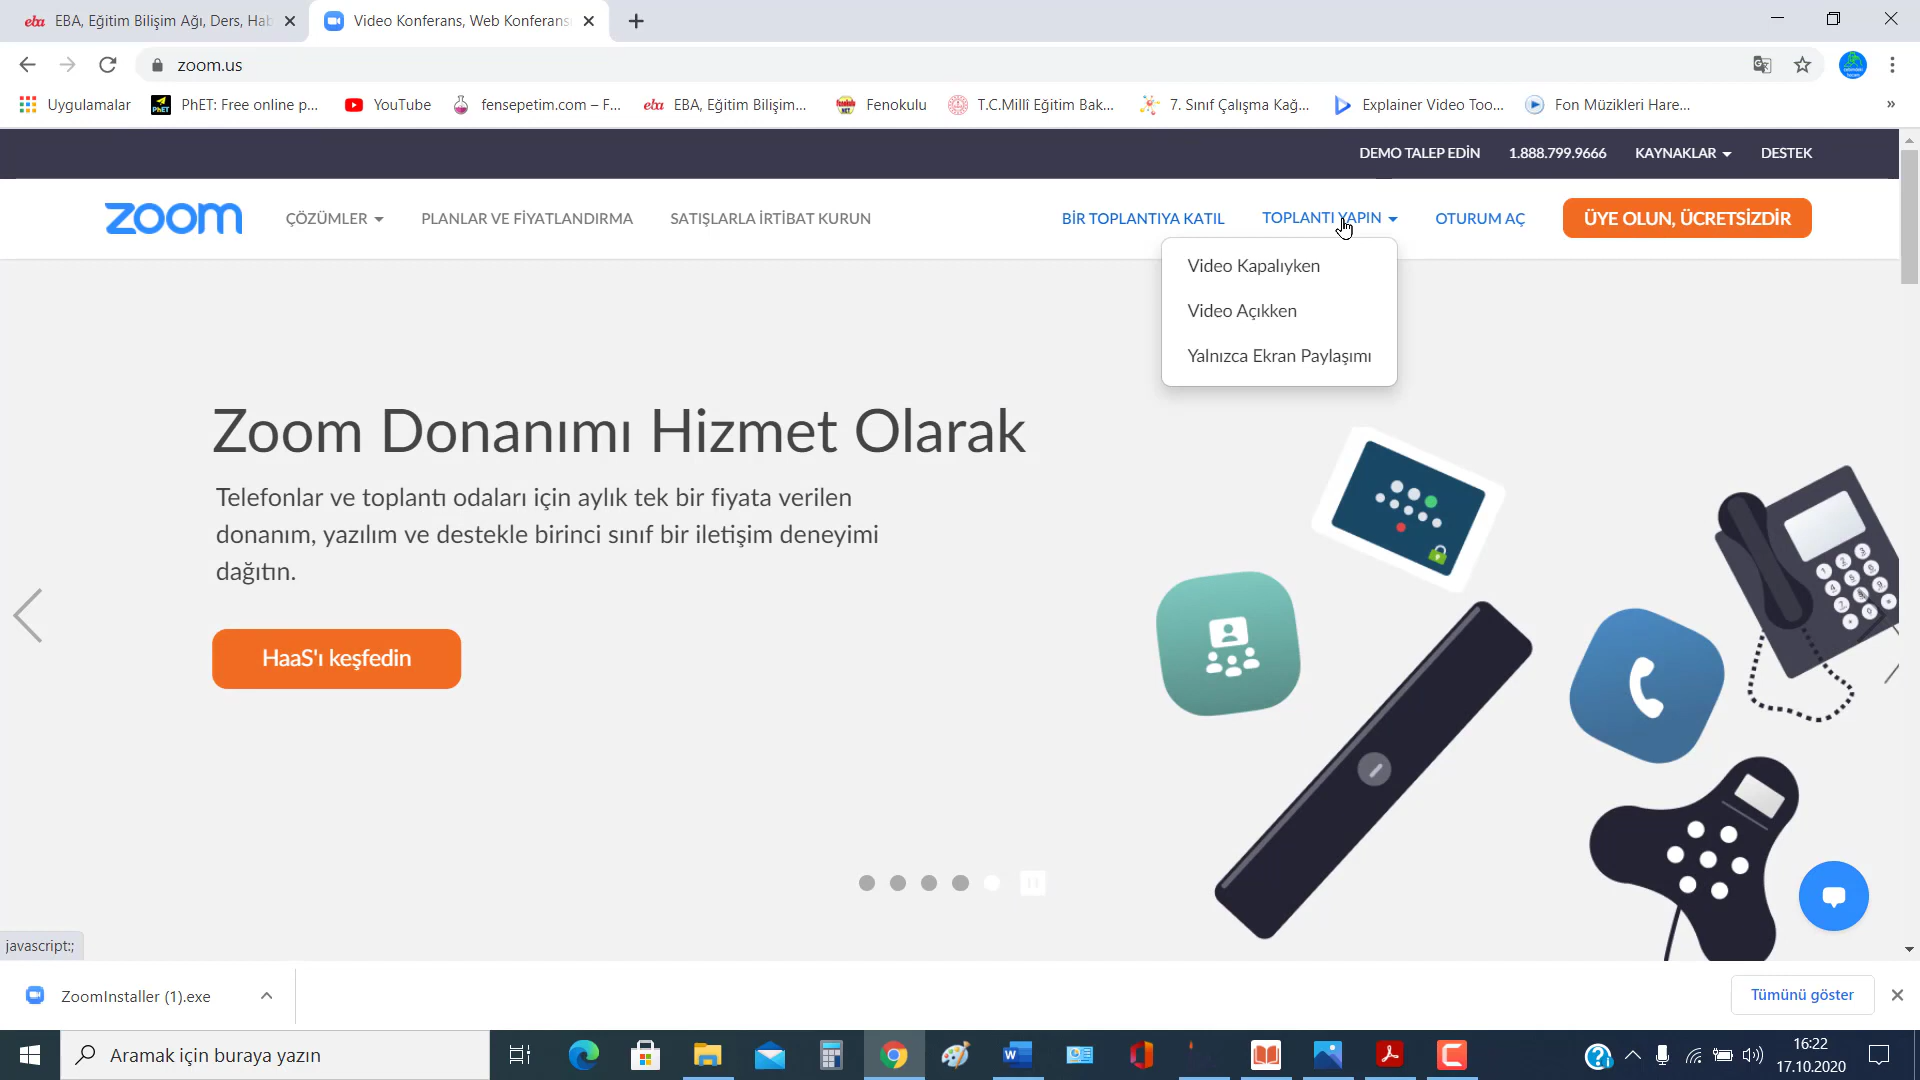 eba EBA, Eğitim Bilişim Ağı, Ders, Hab
Video Konferans, Web Konferans
zoom.us
Uygulamalar
PhET PhET: Free online p...
YouTube
fensepetim.com – F...
eba EBA, Eğitim Bilişim...
Fenokulu
T.C.Millî Eğitim Bak...
7. Sınıf Çalışma Kağ...
Explainer Video Too...
Fon Müzikleri Hare...
»
DEMO TALEP EDİN
1.888.799.9666
KAYNAKLAR
DESTEK
zoom
ÇÖZÜMLER
PLANLAR VE FİYATLANDIRMA
SATIŞLARLA İRTİBAT KURUN
BİR TOPLANTIYA KATIL
TOPLANTI YAPIN
OTURUM AÇ
ÜYE OLUN, ÜCRETSİZDİR
Video Kapalıyken
Video Açıkken
Yalnızca Ekran Paylaşımı
Zoom Donanımı Hizmet Olarak
Telefonlar ve toplantı odaları için aylık tek bir fiyata verilen
donanım, yazılım ve destekle birinci sınıf bir iletişim deneyimi
dağıtın.
HaaS'ı keşfedin
javascript:;
ZoomInstaller (1).exe
Tümünü göster
Aramak için buraya yazın
16:22
17.10.2020